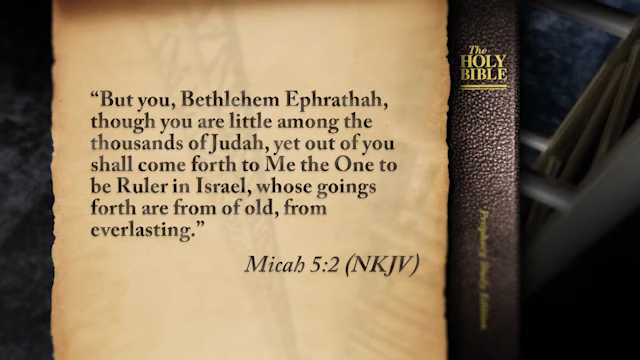 “But you, Bethlehem Ephrathah,
though you are little among the
thousands of Judah, yet out of you
shall come forth to Me the One to
be Ruler in Israel, whose goings
forth are from of old, from
everlasting.”
Micah 5:2 (NKJV)
The
HOLY
BIBLE
Prophecy Study Edition